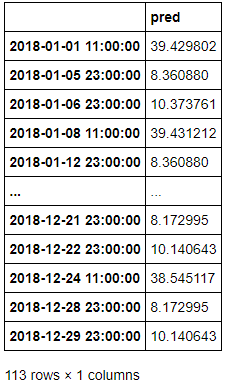 pred
2018-01-01 11:00:00 39.429802
2018-01-05 23:00:00 8.360880
2018-01-06 23:00:00 10.373761
2018-01-08 11:00:00 39.431212
2018-01-12 23:00:00 8.360880
... ...
2018-12-21 23:00:00 8.172995
2018-12-22 23:00:00 10.140643
2018-12-24 11:00:00 38.545117
2018-12-28 23:00:00 8.172995
2018-12-29 23:00:00 10.140643
113 rows × 1 columns